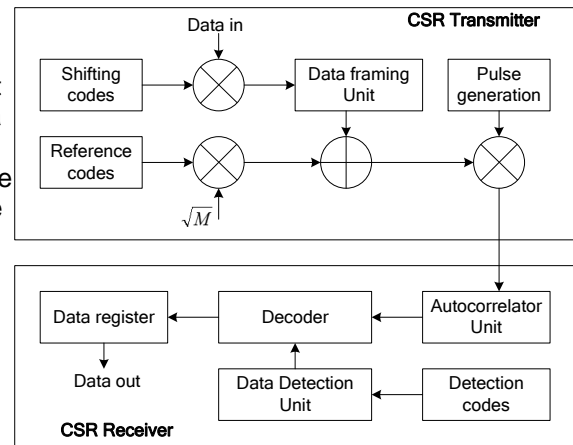 CSR Transmitter
Data in
Shifting
codes
Data framing
Unit
Pulse
generation
Reference
codes
e
√M
Data register
Decoder
Autocorrelator
Unit
Data out
Data Detection
Unit
Detection
codes
CSR Receiver